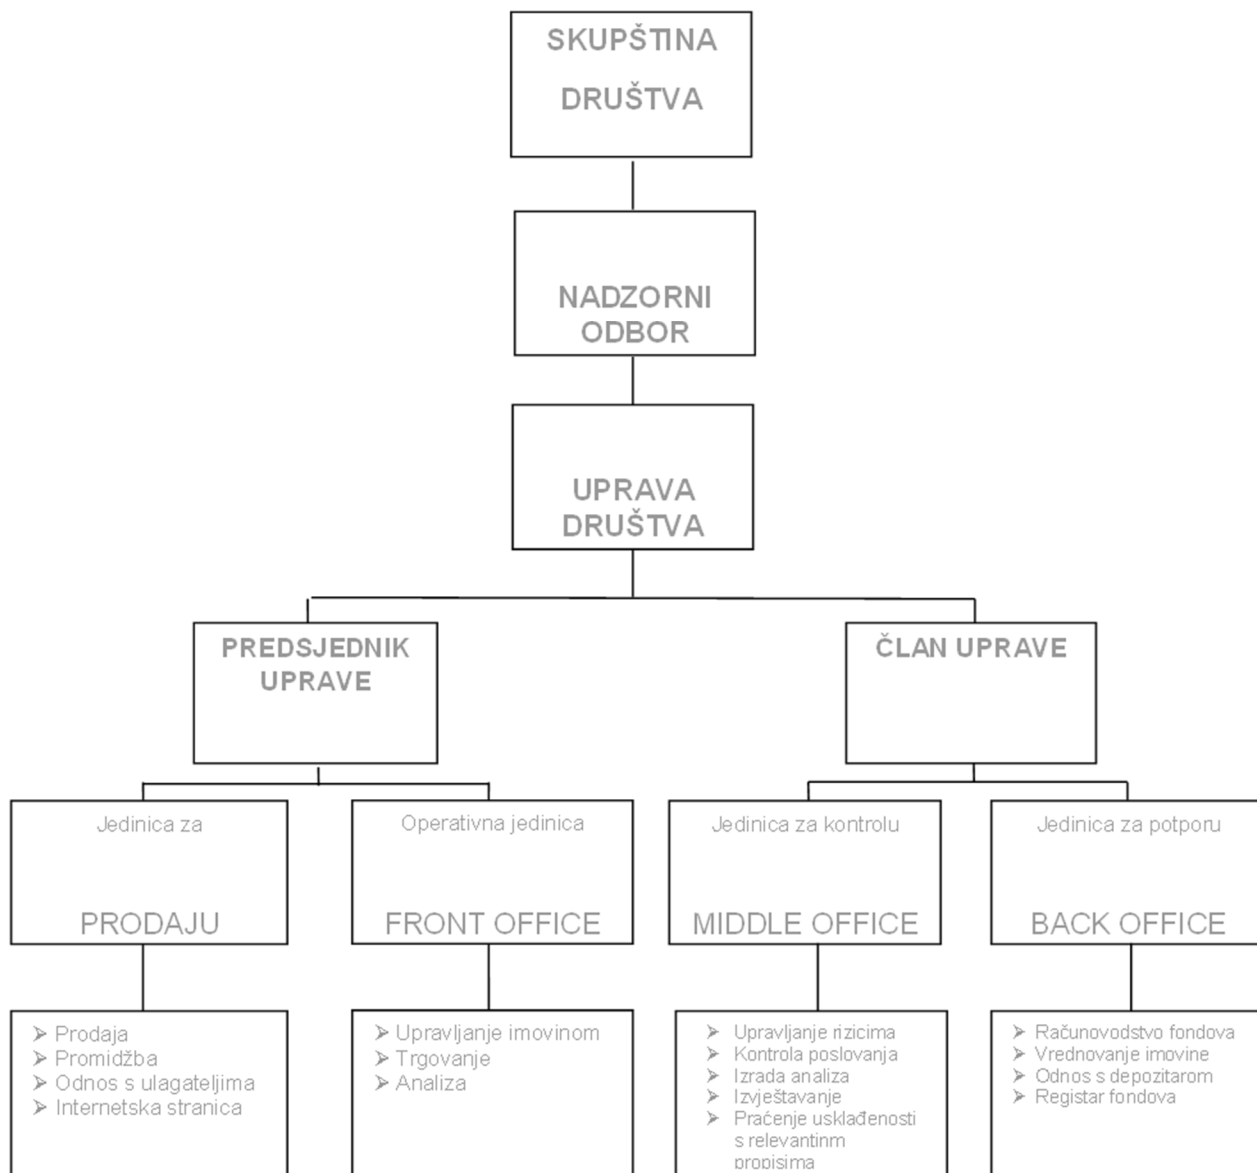 SKUPŠTINA
DRUŠTVA
NADZORNI
ODBOR
UPRAVA
DRUŠTVA
PREDSJEDNIK
UPRAVE
ČLAN UPRAVE
Jedinica za
PRODAJU
Operativna jedinica
FRONT OFFICE
Jedinica za kontrolu
MIDDLE OFFICE
Jedinica za potporu
BACK OFFICE
➢ Prodaja
➢ Promidžba
➢ Odnos s ulagateljima
➢ Internetska stranica
➢ Upravljanje imovinom
➢ Trgovanje
➢ Analiza
➢ Upravljanje rizicima
➢ Kontrola poslovanja
➢ Izrada analiza
➢ Izvještavanje
➢ Praćenje usklađenosti
s relevantinm
propisima
➢ Računovodstvo fondova
➢ Vrednovanje imovine
➢ Odnos s depozitarom
➢ Registar fondova